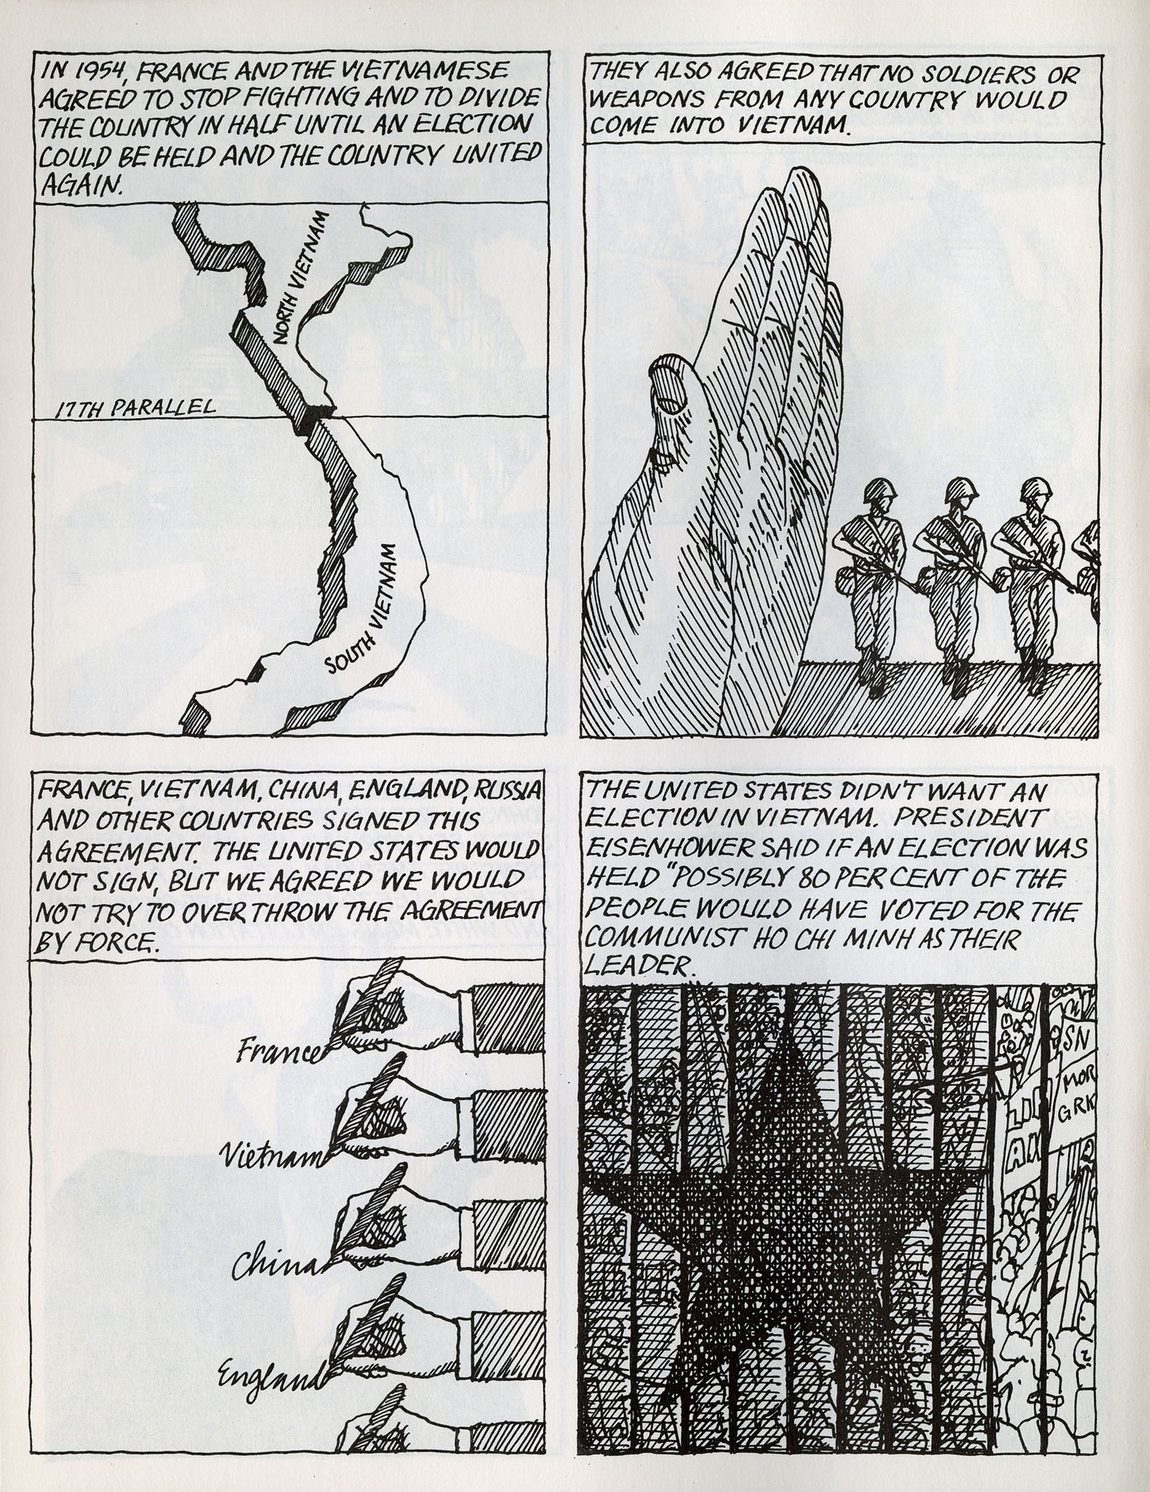 IN 1954, FRANCE AND THE VIETNAMESE
AGREED TO STOP FIGHTING AND TO DIVIDE
THE COUNTRY IN HALF UNTIL AN ELECTION
COULD BE HELD AND THE COUNTRY UNITED
AGAIN.
NORTH VIETNAM
17TH PARALLEL
SOUTH VIETNAM
THEY ALSO AGREED THAT NO SOLDIERS OR
WEAPONS FROM ANY COUNTRY WOULD
COME INTO VIETNAM.
FRANCE, VIETNAM, CHINA, ENGLAND, RUSSIA
AND OTHER COUNTRIES SIGNED THIS
AGREEMENT. THE UNITED STATES WOULD
NOT SIGN, BUT WE AGREED WE WOULD
NOT TRY TO OVERTHROW THE AGREEMENT
BY FORCE.
France
Vietnam
China
England
THE UNITED STATES DIDN'T WANT AN
ELECTION IN VIETNAM. PRESIDENT
EISENHOWER SAID IF AN ELECTION WAS
HELD "POSSIBLY 80 PER CENT OF THE
PEOPLE WOULD HAVE VOTED FOR THE
COMMUNIST HO CHI MINH AS THEIR
LEADER.
SN
MOR
GRK